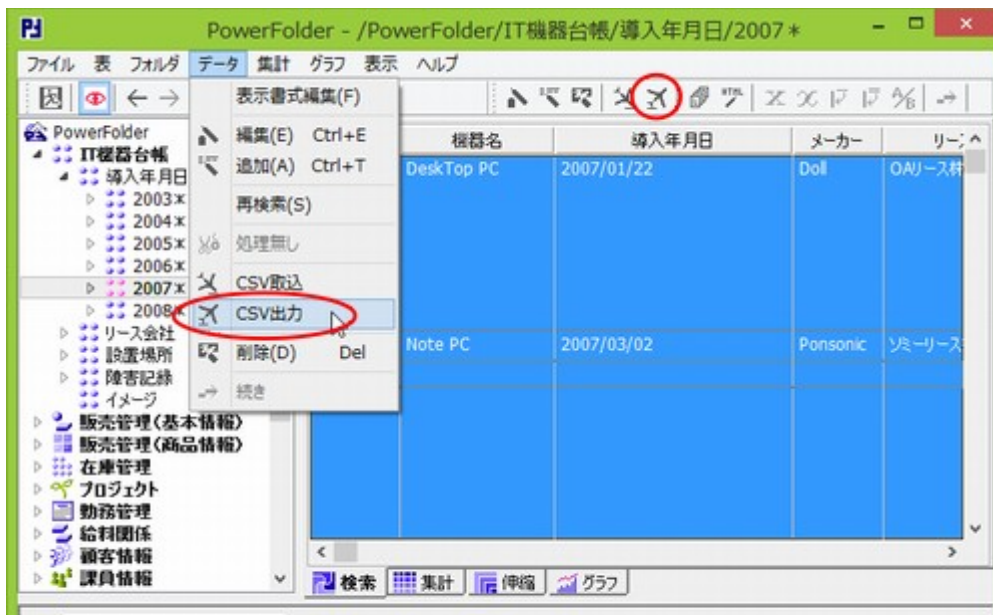 PowerFolder - /PowerFolder/IT機器台帳/導入年月日/2007*
ファイル 表 フォルダ データ 集計 グラフ 表示 ヘルプ
表示書式編集(F)
編集(E) Ctrl+E
追加(A) Ctrl+T
再検索(S)
処理無し
CSV取込
CSV出力
削除(D) Del
続き
PowerFolder
IT機器台帳
導入年月日
2003*
2004*
2005*
2006*
2007*
2008*
リース会社
設置場所
障害記録
イメージ
販売管理(基本情報)
販売管理(商品情報)
在庫管理
プロジェクト
勤務管理
給料関係
顧客情報
課員情報
機器名 導入年月日 メーカー リー
DeskTop PC 2007/01/22 Doll OAリース株
Note PC 2007/03/02 Ponsonic ソミーリース
検索 集計 伸縮 グラフ